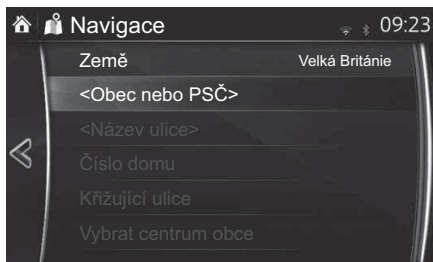 Navigace 09:23
Země Velká Británie
<Obec nebo PSČ>
<Název ulice>
Číslo domu
Křižující ulice
Vybrat centrum obce